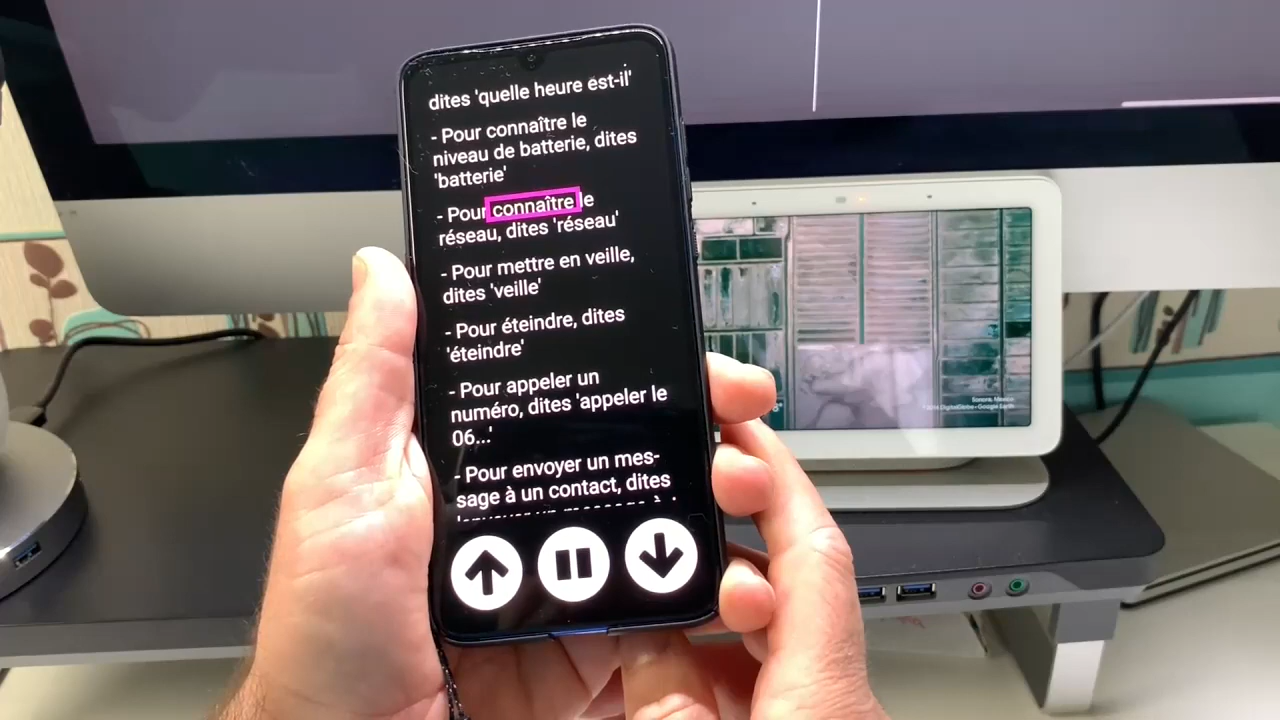 dites 'quelle heure est-il'
- Pour connaître le
niveau de batterie, dites
'batterie'
- Pour connaître le
réseau, dites 'réseau'
- Pour mettre en veille,
dites 'veille'
- Pour éteindre, dites
'éteindre'
- Pour appeler un
numéro, dites 'appeler le
06...'
- Pour envoyer un mes-
sage à un contact, dites
Sonora, Mexico